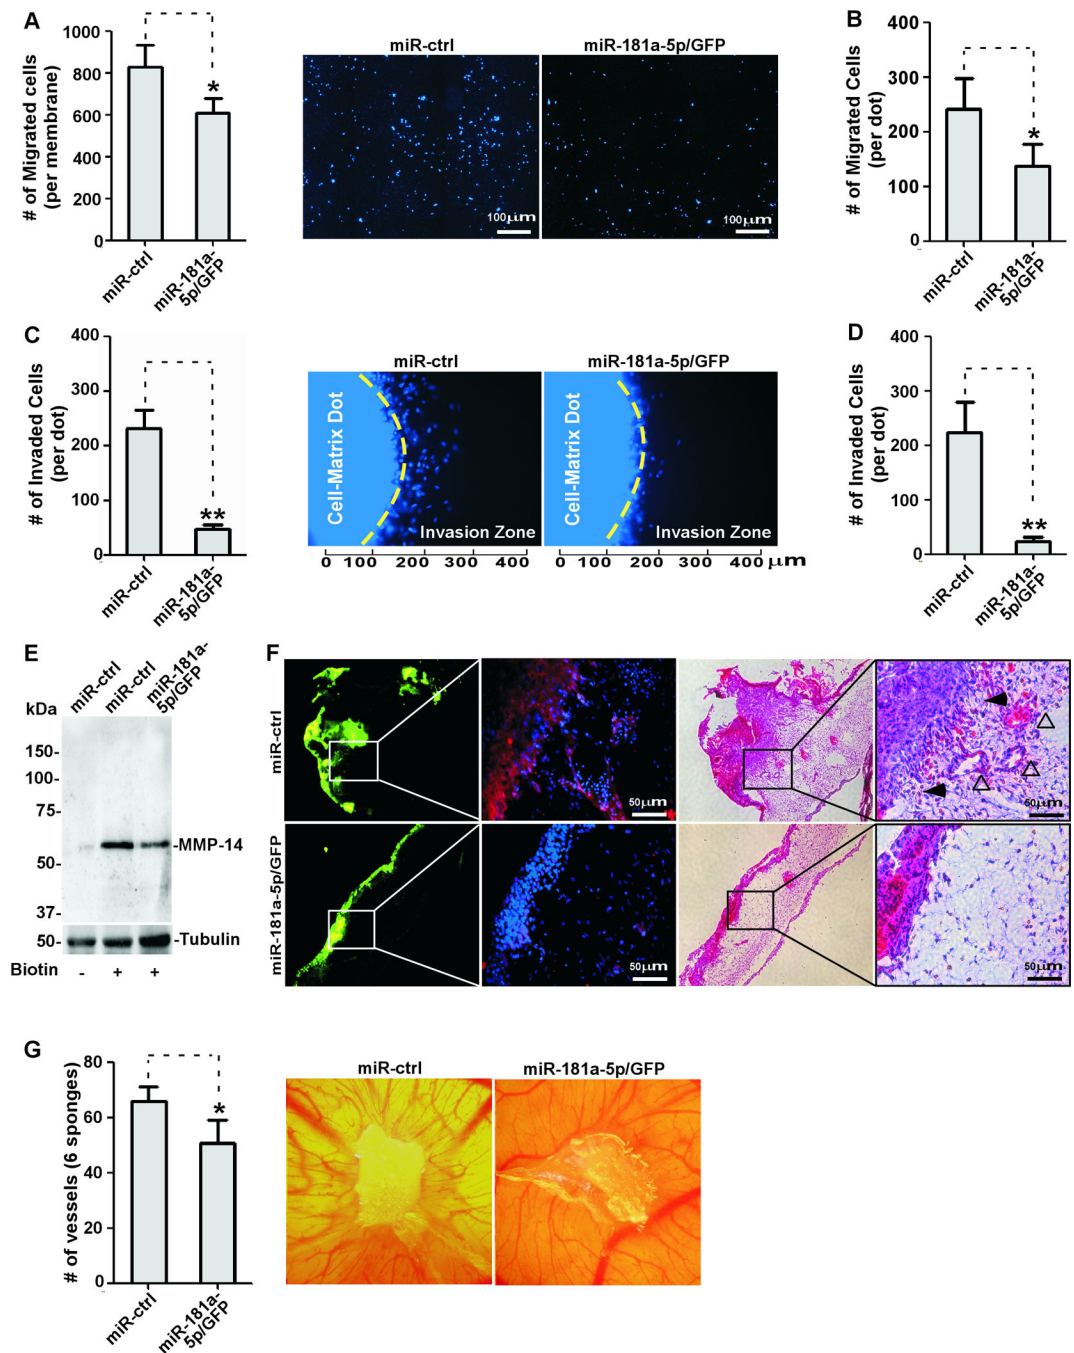 A
# of Migrated cells
(per membrane)
1000
800
600
400
200
0
*
miR-ctrl
miR-181a-
5p/GFP
miR-ctrl
miR-181a-5p/GFP
100μm
100μm
B
# of Migrated Cells
(per dot)
400
300
200
100
0
*
miR-ctrl
miR-181a-
5p/GFP
C
# of Invaded Cells
(per dot)
400
300
200
100
0
**
miR-ctrl
miR-181a-
5p/GFP
miR-ctrl
miR-181a-5p/GFP
Cell-Matrix Dot
Invasion Zone
Cell-Matrix Dot
Invasion Zone
0 100 200 300 400 0 100 200 300 400 μm
D
# of Invaded Cells
(per dot)
400
300
200
100
0
**
miR-ctrl
miR-181a-
5p/GFP
E
miR-ctrl
miR-ctrl
miR-181a-
5p/GFP
kDa
150-
100-
75-
50-
37-
50-
-MMP-14
-Tubulin
Biotin - + +
F
miR-ctrl
50μm
50μm
miR-181a-5p/GFP
50μm
50μm
G
# of vessels (6 sponges)
80
60
40
20
0
*
miR-ctrl
miR-181a-
5p/GFP
miR-ctrl
miR-181a-5p/GFP